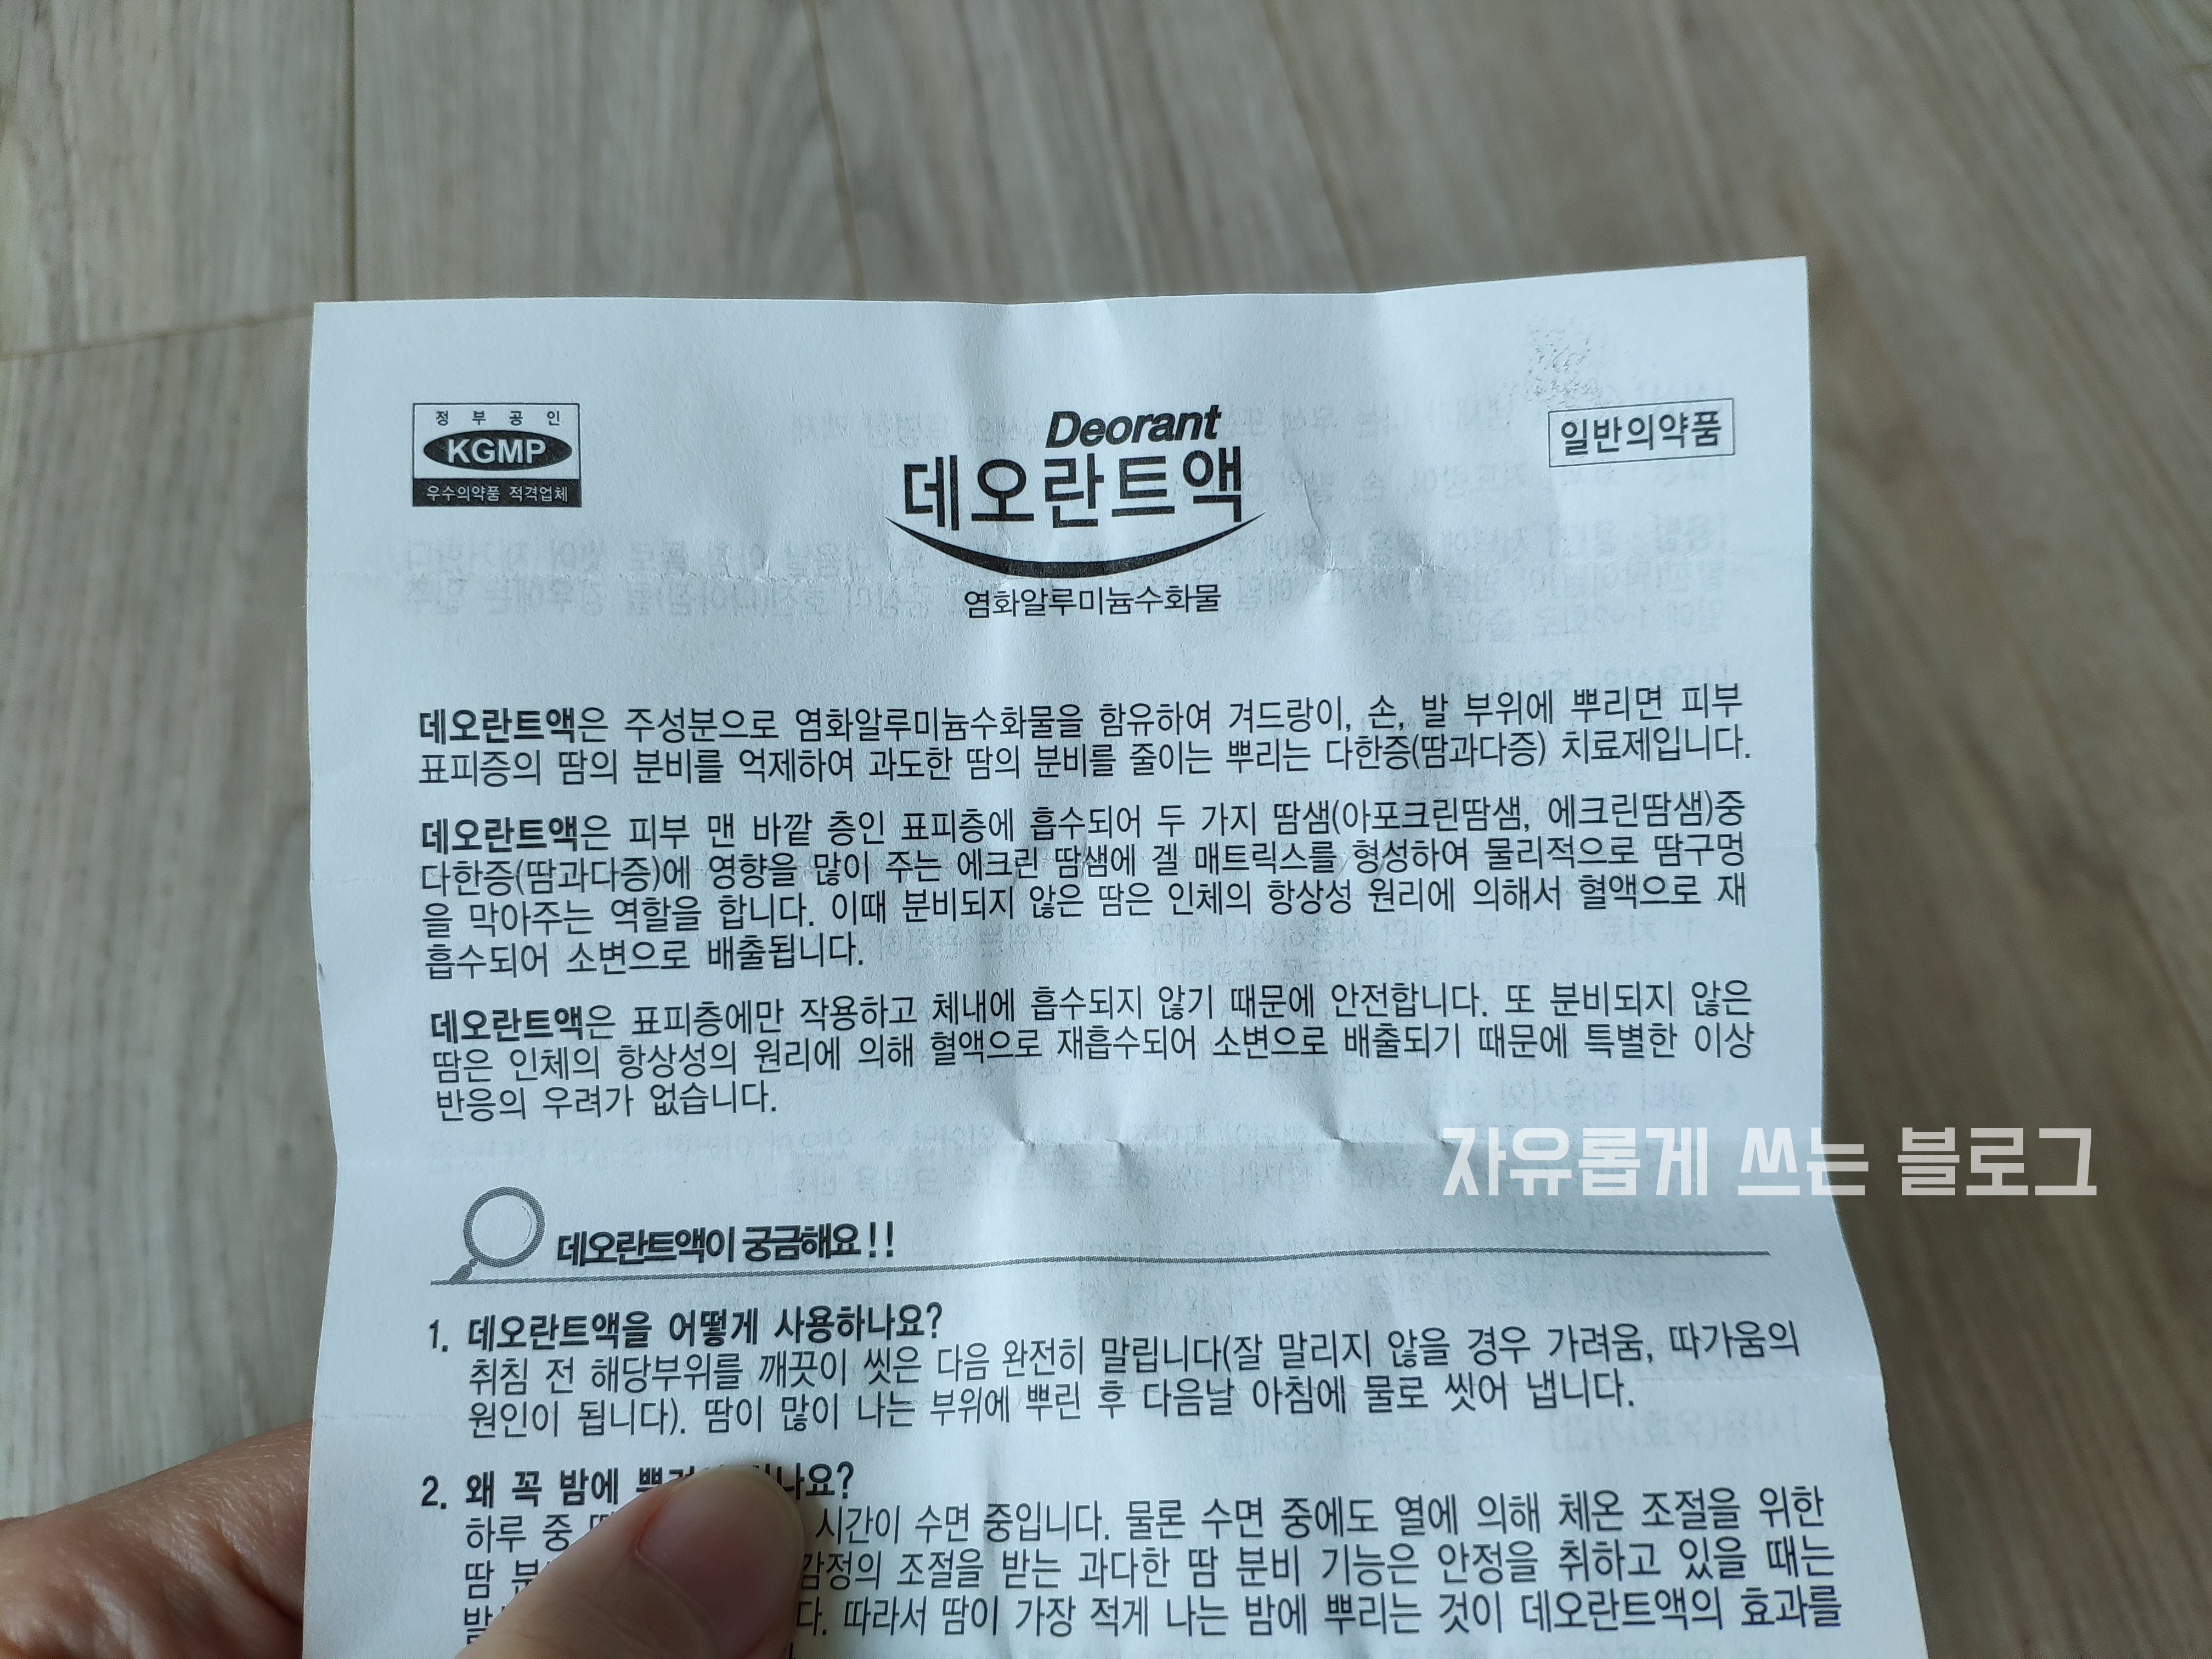 정부공인
KGMP
우수의약품 적격업체
Deorant
데오란트액
염화알루미늄수화물
일반의약품
데오란트액은 주성분으로 염화알루미늄수화물을 함유하여 겨드랑이, 손, 발 부위에 뿌리면 피부
표피증의 땀의 분비를 억제하여 과도한 땀의 분비를 줄이는 뿌리는 다한증(땀과다증) 치료제입니다.
데오란트액은 피부 맨 바깥 층인 표피층에 흡수되어 두 가지 땀샘(아포크린땀샘, 에크린땀샘)중
다한증(땀과다증)에 영향을 많이 주는 에크린 땀샘에 겔 매트릭스를 형성하여 물리적으로 땀구멍
을 막아주는 역할을 합니다. 이때 분비되지 않은 땀은 인체의 항상성 원리에 의해서 혈액으로 재
흡수되어 소변으로 배출됩니다.
데오란트액은 표피층에만 작용하고 체내에 흡수되지 않기 때문에 안전합니다. 또 분비되지 않은
땀은 인체의 항상성의 원리에 의해 혈액으로 재흡수되어 소변으로 배출되기 때문에 특별한 이상
반응의 우려가 없습니다.
자유롭게 쓰는 블로그
데오란트액이 궁금해요!!
1. 데오란트액을 어떻게 사용하나요?
취침 전 해당부위를 깨끗이 씻은 다음 완전히 말립니다(잘 말리지 않을 경우 가려움, 따가움의
원인이 됩니다). 땀이 많이 나는 부위에 뿌린 후 다음날 아침에 물로 씻어 냅니다.
2. 왜 꼭 밤에 나요?
하루 중 시간이 수면 중입니다. 물론 수면 중에도 열에 의해 체온 조절을 위한
땀 감정의 조절을 받는 과다한 땀 분비 기능은 안정을 취하고 있을 때는
다. 따라서 땀이 가장 적게 나는 밤에 뿌리는 것이 데오란트액의 효과를